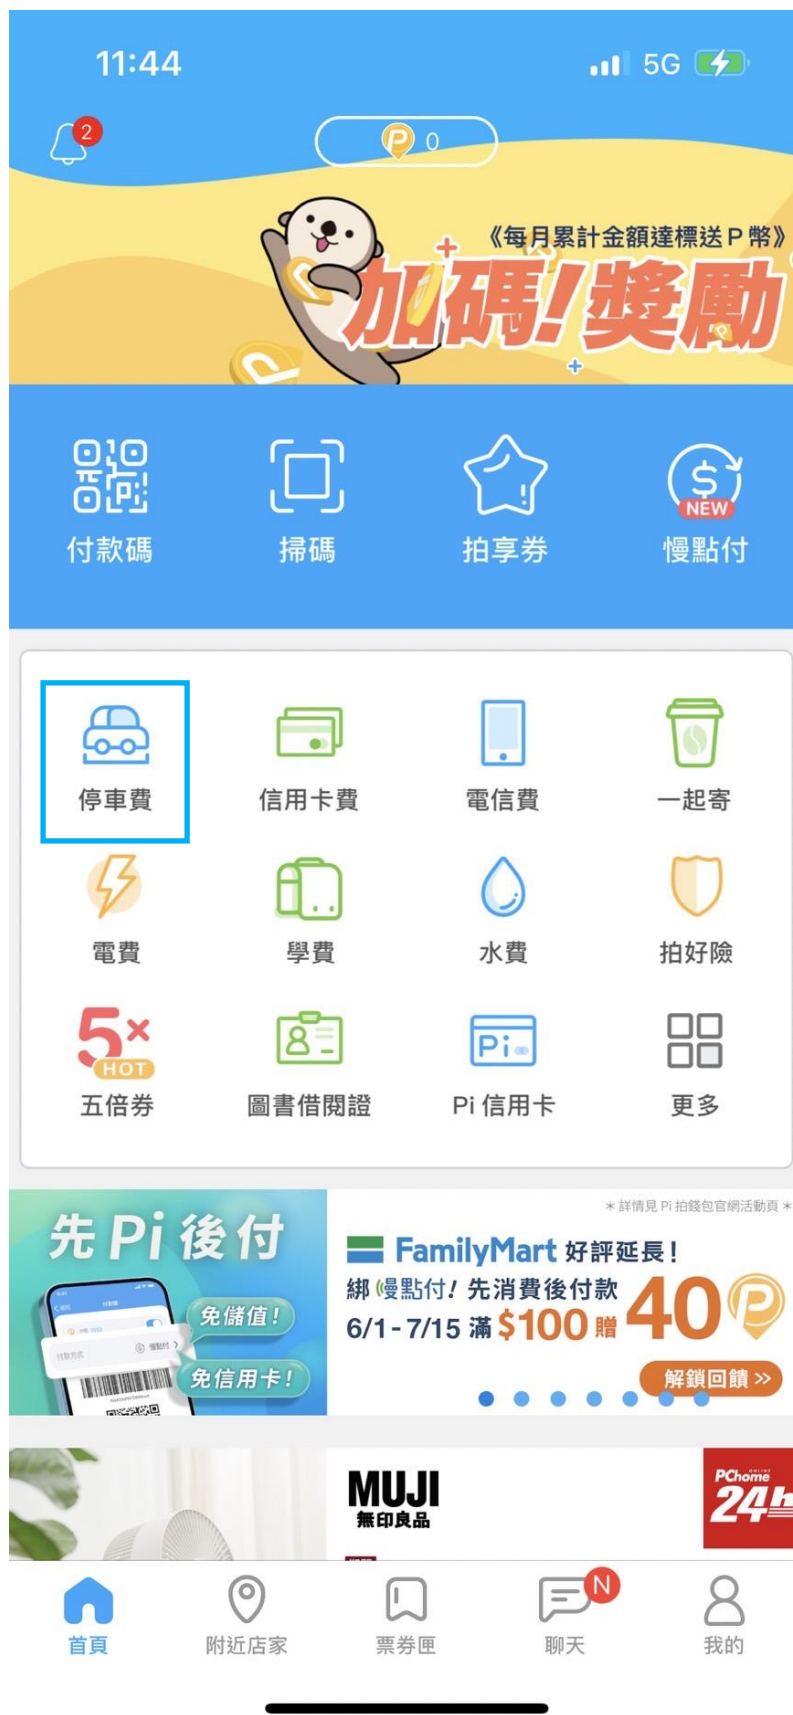 11:44
5G
2
P 0
《每月累計金額達標送P幣》
加碼!獎勵
付款碼 掃碼 拍享券 慢點付
NEW
停車費 信用卡費 電信費 一起寄
電費 學費 水費 拍好險
5×
HOT
Pi
五倍券 圖書借閱證 Pi 信用卡 更多
先 Pi 後付
免儲值!
免信用卡!
＊詳情見 Pi 拍錢包官網活動頁＊
FamilyMart 好評延長!
綁慢點付! 先消費後付款
6/1-7/15 滿 $100 贈 40 P
解鎖回饋 >>
MUJI
無印良品
PChome
ONLINE
24h
N
首頁 附近店家 票券匣 聊天 我的